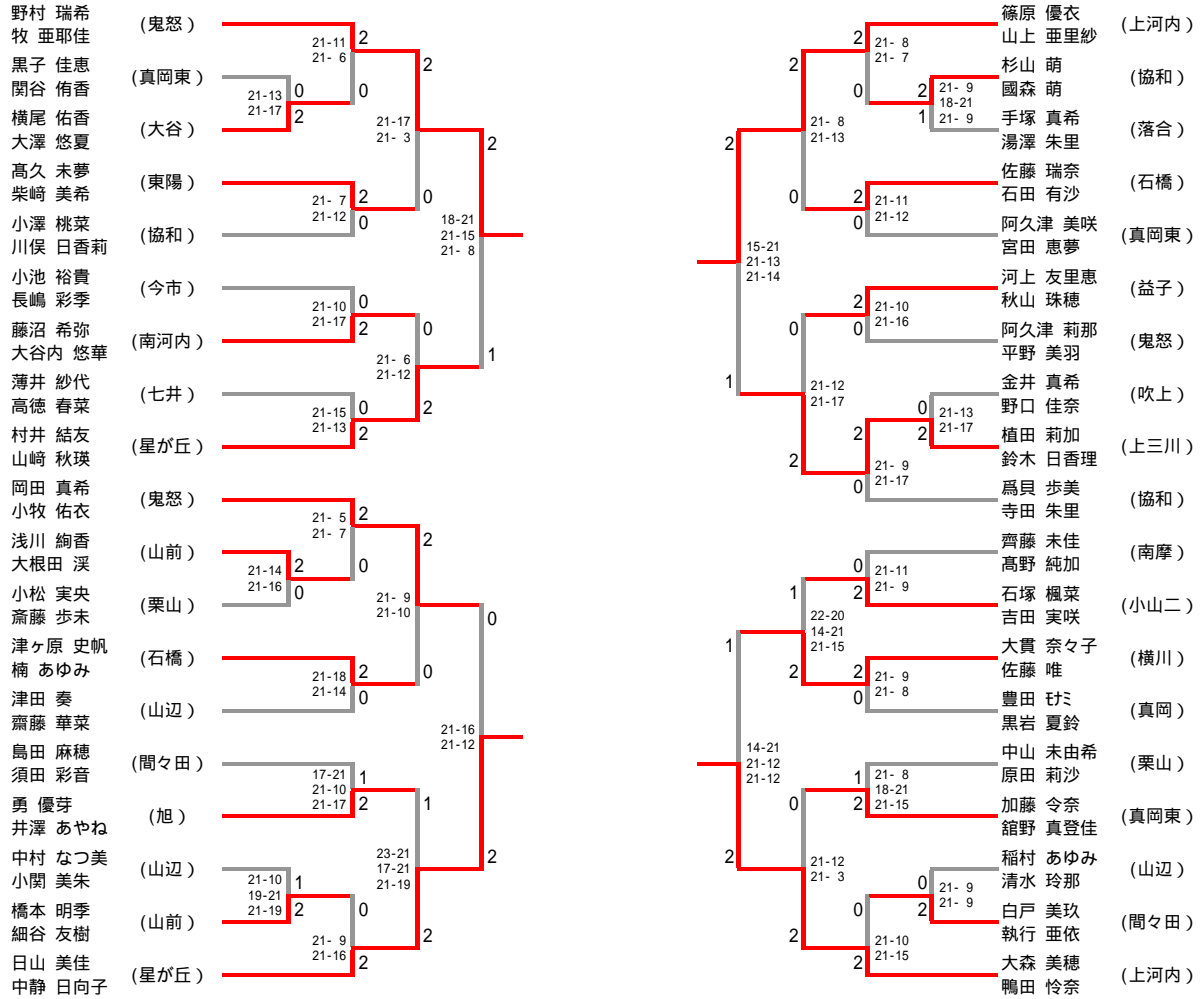 野村 瑞希
牧 亜耶佳
(鬼怒)
黒子 佳恵
関谷 侑香
(真岡東)
横尾 佑香
大澤 悠夏
(大谷)
髙久 未夢
柴﨑 美希
(東陽)
小澤 桃菜
川俣 日香莉
(協和)
小池 裕貴
長嶋 彩季
(今市)
藤沼 希弥
大谷内 悠華
(南河内)
薄井 紗代
高徳 春菜
(七井)
村井 結友
山﨑 秋瑛
(星が丘)
岡田 真希
小牧 佑衣
(鬼怒)
浅川 絢香
大根田 渓
(山前)
小松 実央
斎藤 歩未
(栗山)
津ヶ原 史帆
楠 あゆみ
(石橋)
津田 奏
齋藤 華菜
(山辺)
島田 麻穂
須田 彩音
(間々田)
勇 優芽
井澤 あやね
(旭)
中村 なつ美
小関 美朱
(山辺)
橋本 明季
細谷 友樹
(山前)
日山 美佳
中静 日向子
(星が丘)
21-11
21- 6
2
0
21-13
21-17
0
2
21- 7
21-12
2
0
21-17
21- 3
2
0
21-10
21-17
0
2
21-15
21-13
0
2
21- 6
21-12
0
2
18-21
21-15
21- 8
2
1
21- 5
21- 7
2
0
21-14
21-16
2
0
21-18
21-14
2
0
21- 9
21-10
2
0
17-21
21-10
21-17
1
2
21-10
19-21
21-19
1
2
21- 9
21-16
0
2
23-21
17-21
21-19
1
2
21-16
21-12
0
2
篠原 優衣
山上 亜里紗
(上河内)
杉山 萌
國森 萌
(協和)
手塚 真希
湯澤 朱里
(落合)
佐藤 瑞奈
石田 有沙
(石橋)
阿久津 美咲
宮田 恵夢
(真岡東)
河上 友里恵
秋山 珠穂
(益子)
阿久津 莉那
平野 美羽
(鬼怒)
金井 真希
野口 佳奈
(吹上)
植田 莉加
鈴木 日香理
(上三川)
爲貝 歩美
寺田 朱里
(協和)
齊藤 未佳
髙野 純加
(南摩)
石塚 楓菜
吉田 実咲
(小山二)
大貫 奈々子
佐藤 唯
(横川)
豊田 ﾓﾅﾐ
黒岩 夏鈴
(真岡)
中山 未由希
原田 莉沙
(栗山)
加藤 令奈
舘野 真登佳
(真岡東)
稲村 あゆみ
清水 玲那
(山辺)
白戸 美玖
執行 亜依
(間々田)
大森 美穂
鴨田 怜奈
(上河内)
2
0
21- 8
21- 7
2
1
21- 9
18-21
21- 9
2
0
21-11
21-12
2
0
21- 8
21-13
2
0
21-10
21-16
0
2
21-13
21-17
2
0
21- 9
21-17
0
2
21-12
21-17
2
1
15-21
21-13
21-14
0
2
21-11
21- 9
2
0
21- 9
21- 8
1
2
22-20
14-21
21-15
1
2
21- 8
18-21
21-15
0
2
21- 9
21- 9
0
2
21-10
21-15
0
2
21-12
21- 3
1
2
14-21
21-12
21-12